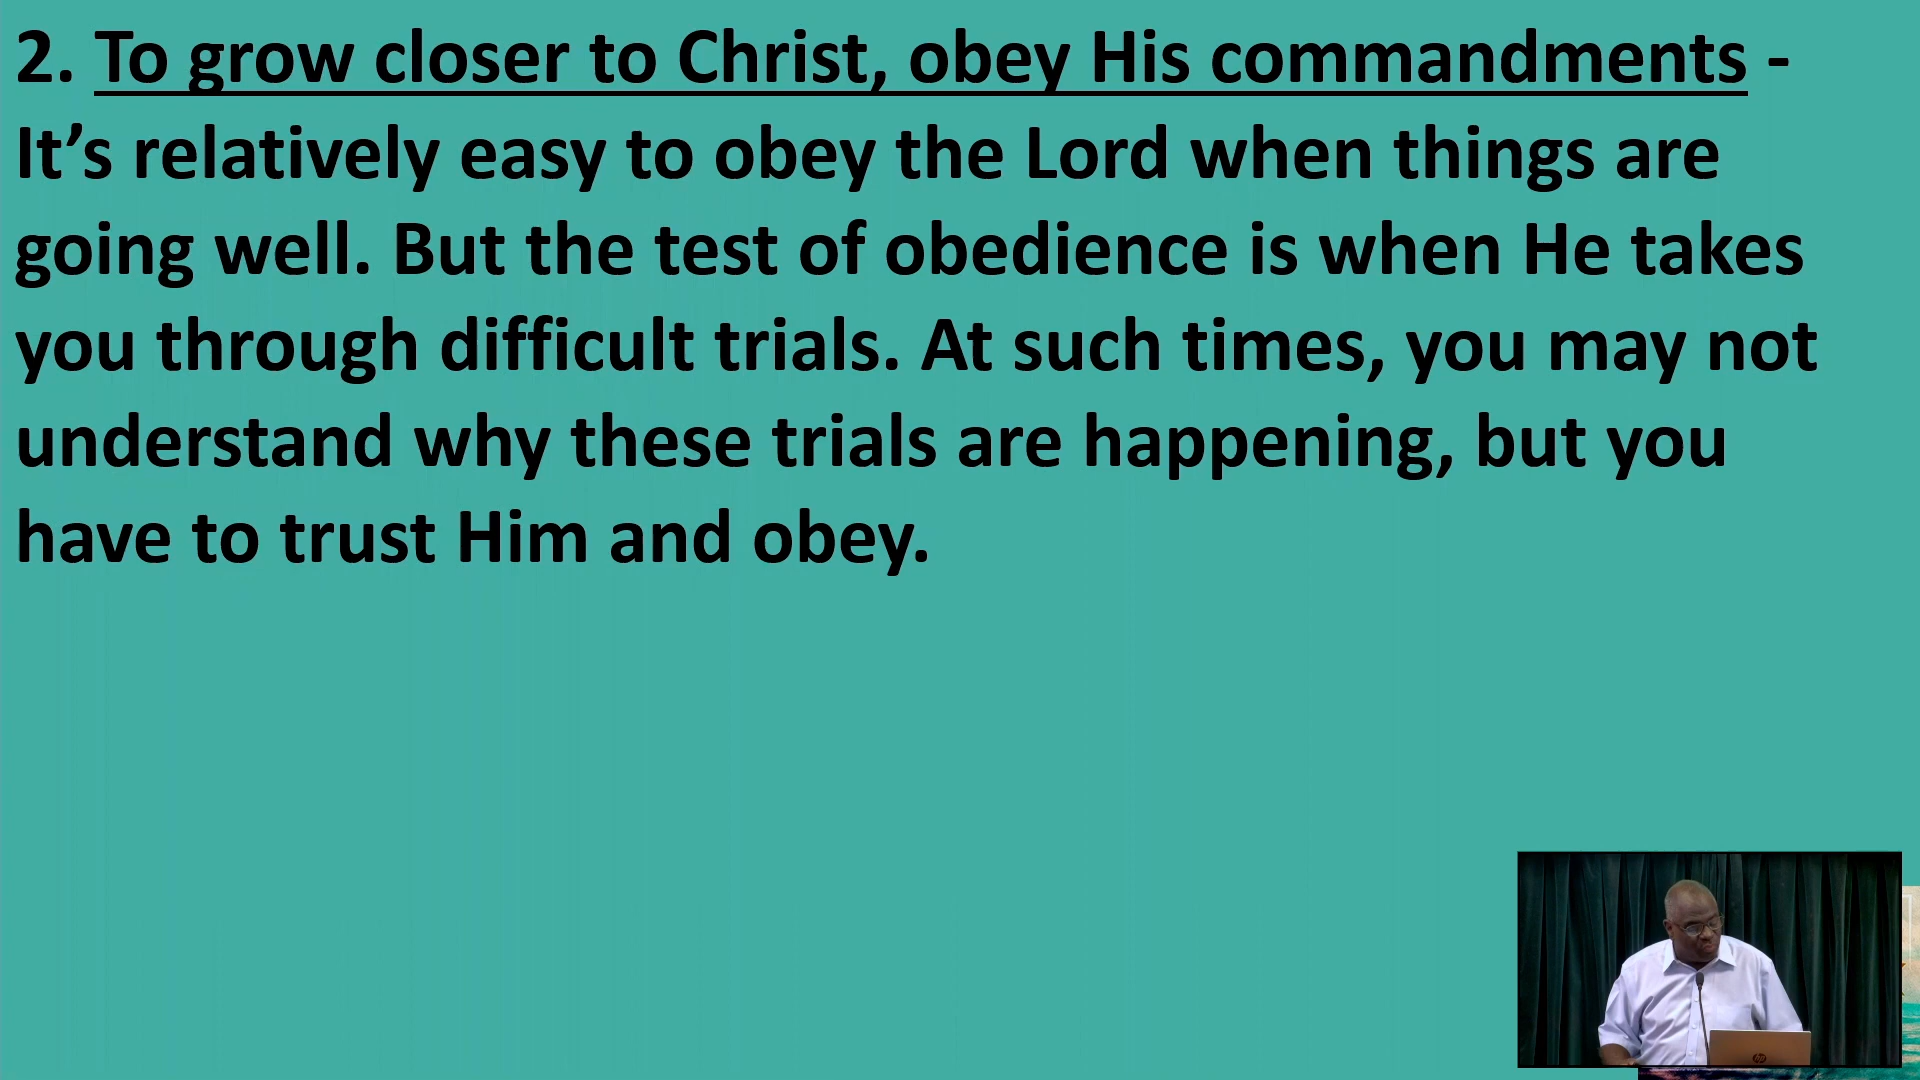 2. To grow closer to Christ, obey His commandments -
It’s relatively easy to obey the Lord when things are
going well. But the test of obedience is when He takes
you through difficult trials. At such times, you may not
understand why these trials are happening, but you
have to trust Him and obey.
hp